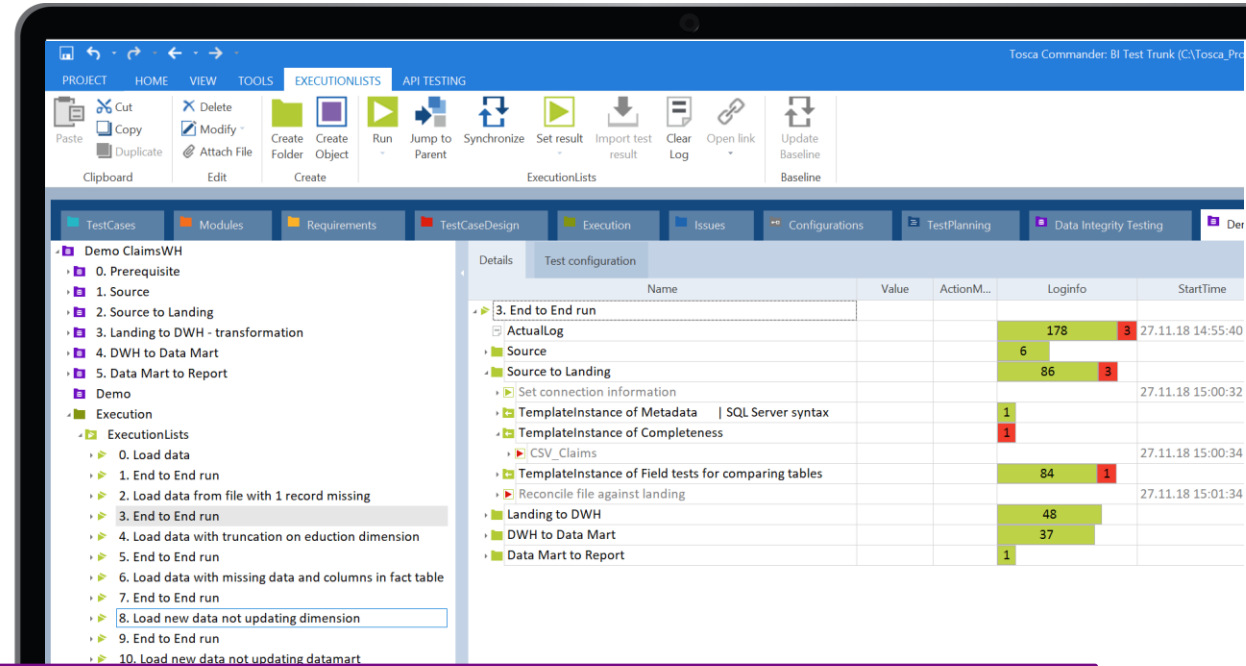 Tosca Commander: BI Test Trunk (C:\Tosca_Pro
PROJECT HOME VIEW TOOLS EXECUTIONLISTS API TESTING
Paste Cut Copy Duplicate
Clipboard
Delete Modify Attach File
Edit
Create Folder Create Object
Create
Run Jump to Parent Synchronize Set result Import test result Clear Log Open link
ExecutionLists
Update Baseline
Baseline
TestCases Modules Requirements TestCaseDesign Execution Issues Configurations TestPlanning Data Integrity Testing Der
Demo ClaimsWH
0. Prerequisite
1. Source
2. Source to Landing
3. Landing to DWH - transformation
4. DWH to Data Mart
5. Data Mart to Report
Demo
Execution
ExecutionLists
0. Load data
1. End to End run
2. Load data from file with 1 record missing
3. End to End run
4. Load data with truncation on eduction dimension
5. End to End run
6. Load data with missing data and columns in fact table
7. End to End run
8. Load new data not updating dimension
9. End to End run
10. Load new data not updating datamart
Details Test configuration
Name Value ActionM... Loginfo StartTime
3. End to End run
ActualLog 178 3 27.11.18 14:55:40
Source 6
Source to Landing 86 3
Set connection information 27.11.18 15:00:32
TemplateInstance of Metadata | SQL Server syntax 1
TemplateInstance of Completeness 1
CSV_Claims 27.11.18 15:00:34
TemplateInstance of Field tests for comparing tables 84 1
Reconcile file against landing 27.11.18 15:01:34
Landing to DWH 48
DWH to Data Mart 37
Data Mart to Report 1